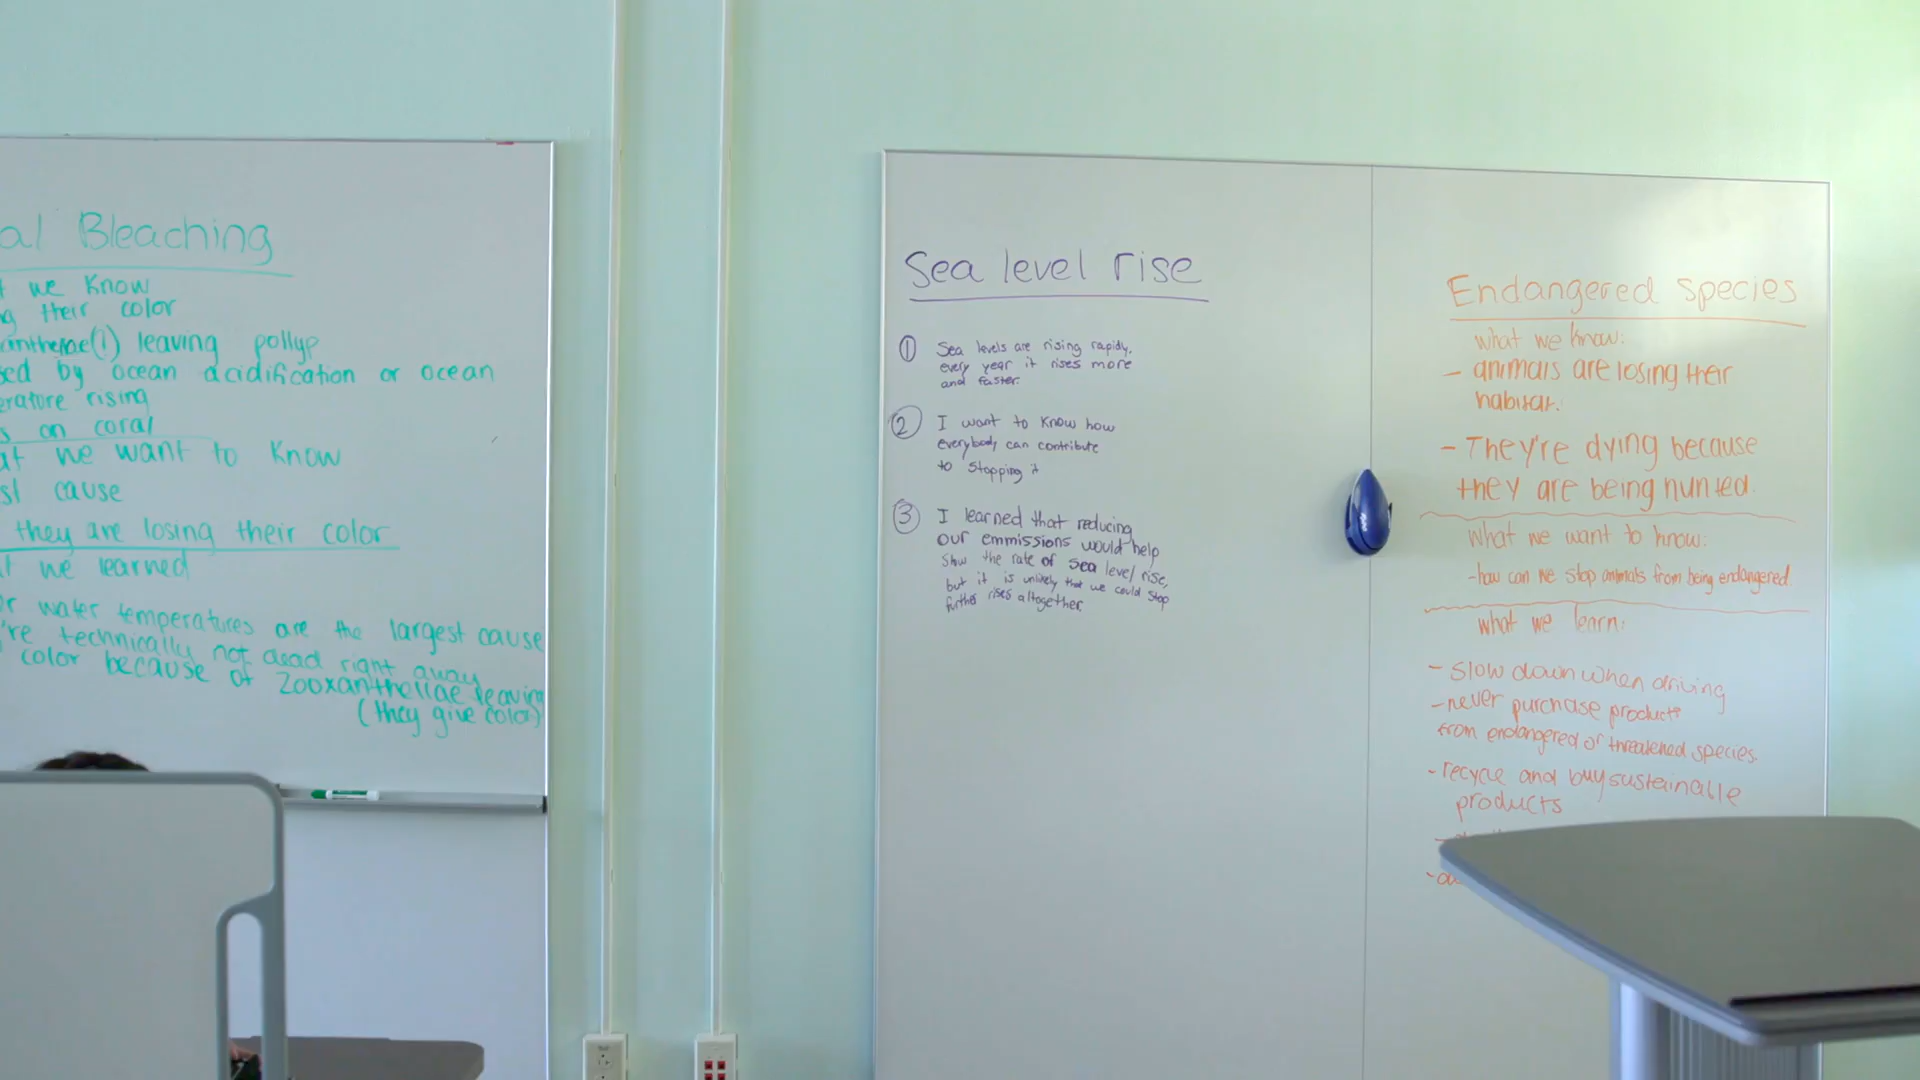 al Bleaching
we Know
their color
leaving pollyp
by ocean acidification or ocean
rising
on coral
we want to Know
cause
they are losing their color
we learned
water temperatures are the largest cause
technically not dead right away
color because of zooxanthellae leaving
(they give color)
Sea level rise
1 Sea levels are rising rapidly.
every year it rises more
and faster.
2 I want to know how
everybody can contribute
to stopping it
3 I learned that reducing
our emmissions would help
slow the rate of sea level rise,
but it is unlikely that we could stop
further rises altogether.
Endangered species
what we know:
- animals are losing their
habitat.
- They're dying because
they are being hunted.
what we want to know:
- how can we stop animals from being endangered.
what we learn:
- slow down when driving
- never purchase products
from endangered or threatened species.
- recycle and buy sustainable
products